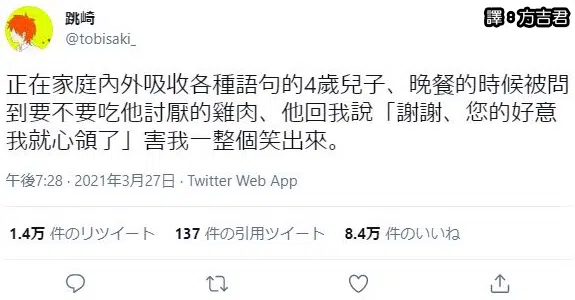 跳崎
譯:方吉君
@tobisaki_
正在家庭內外吸收各種語句的4歲兒子、晚餐的時候被問
到要不要吃他討厭的雞肉、他回我說「謝謝、您的好意
我就心領了」害我一整個笑出來。
午後7:28 · 2021年3月27日 · Twitter Web App
1.4万 件のリツイート 137 件の引用ツイート 8.4万 件のいいね